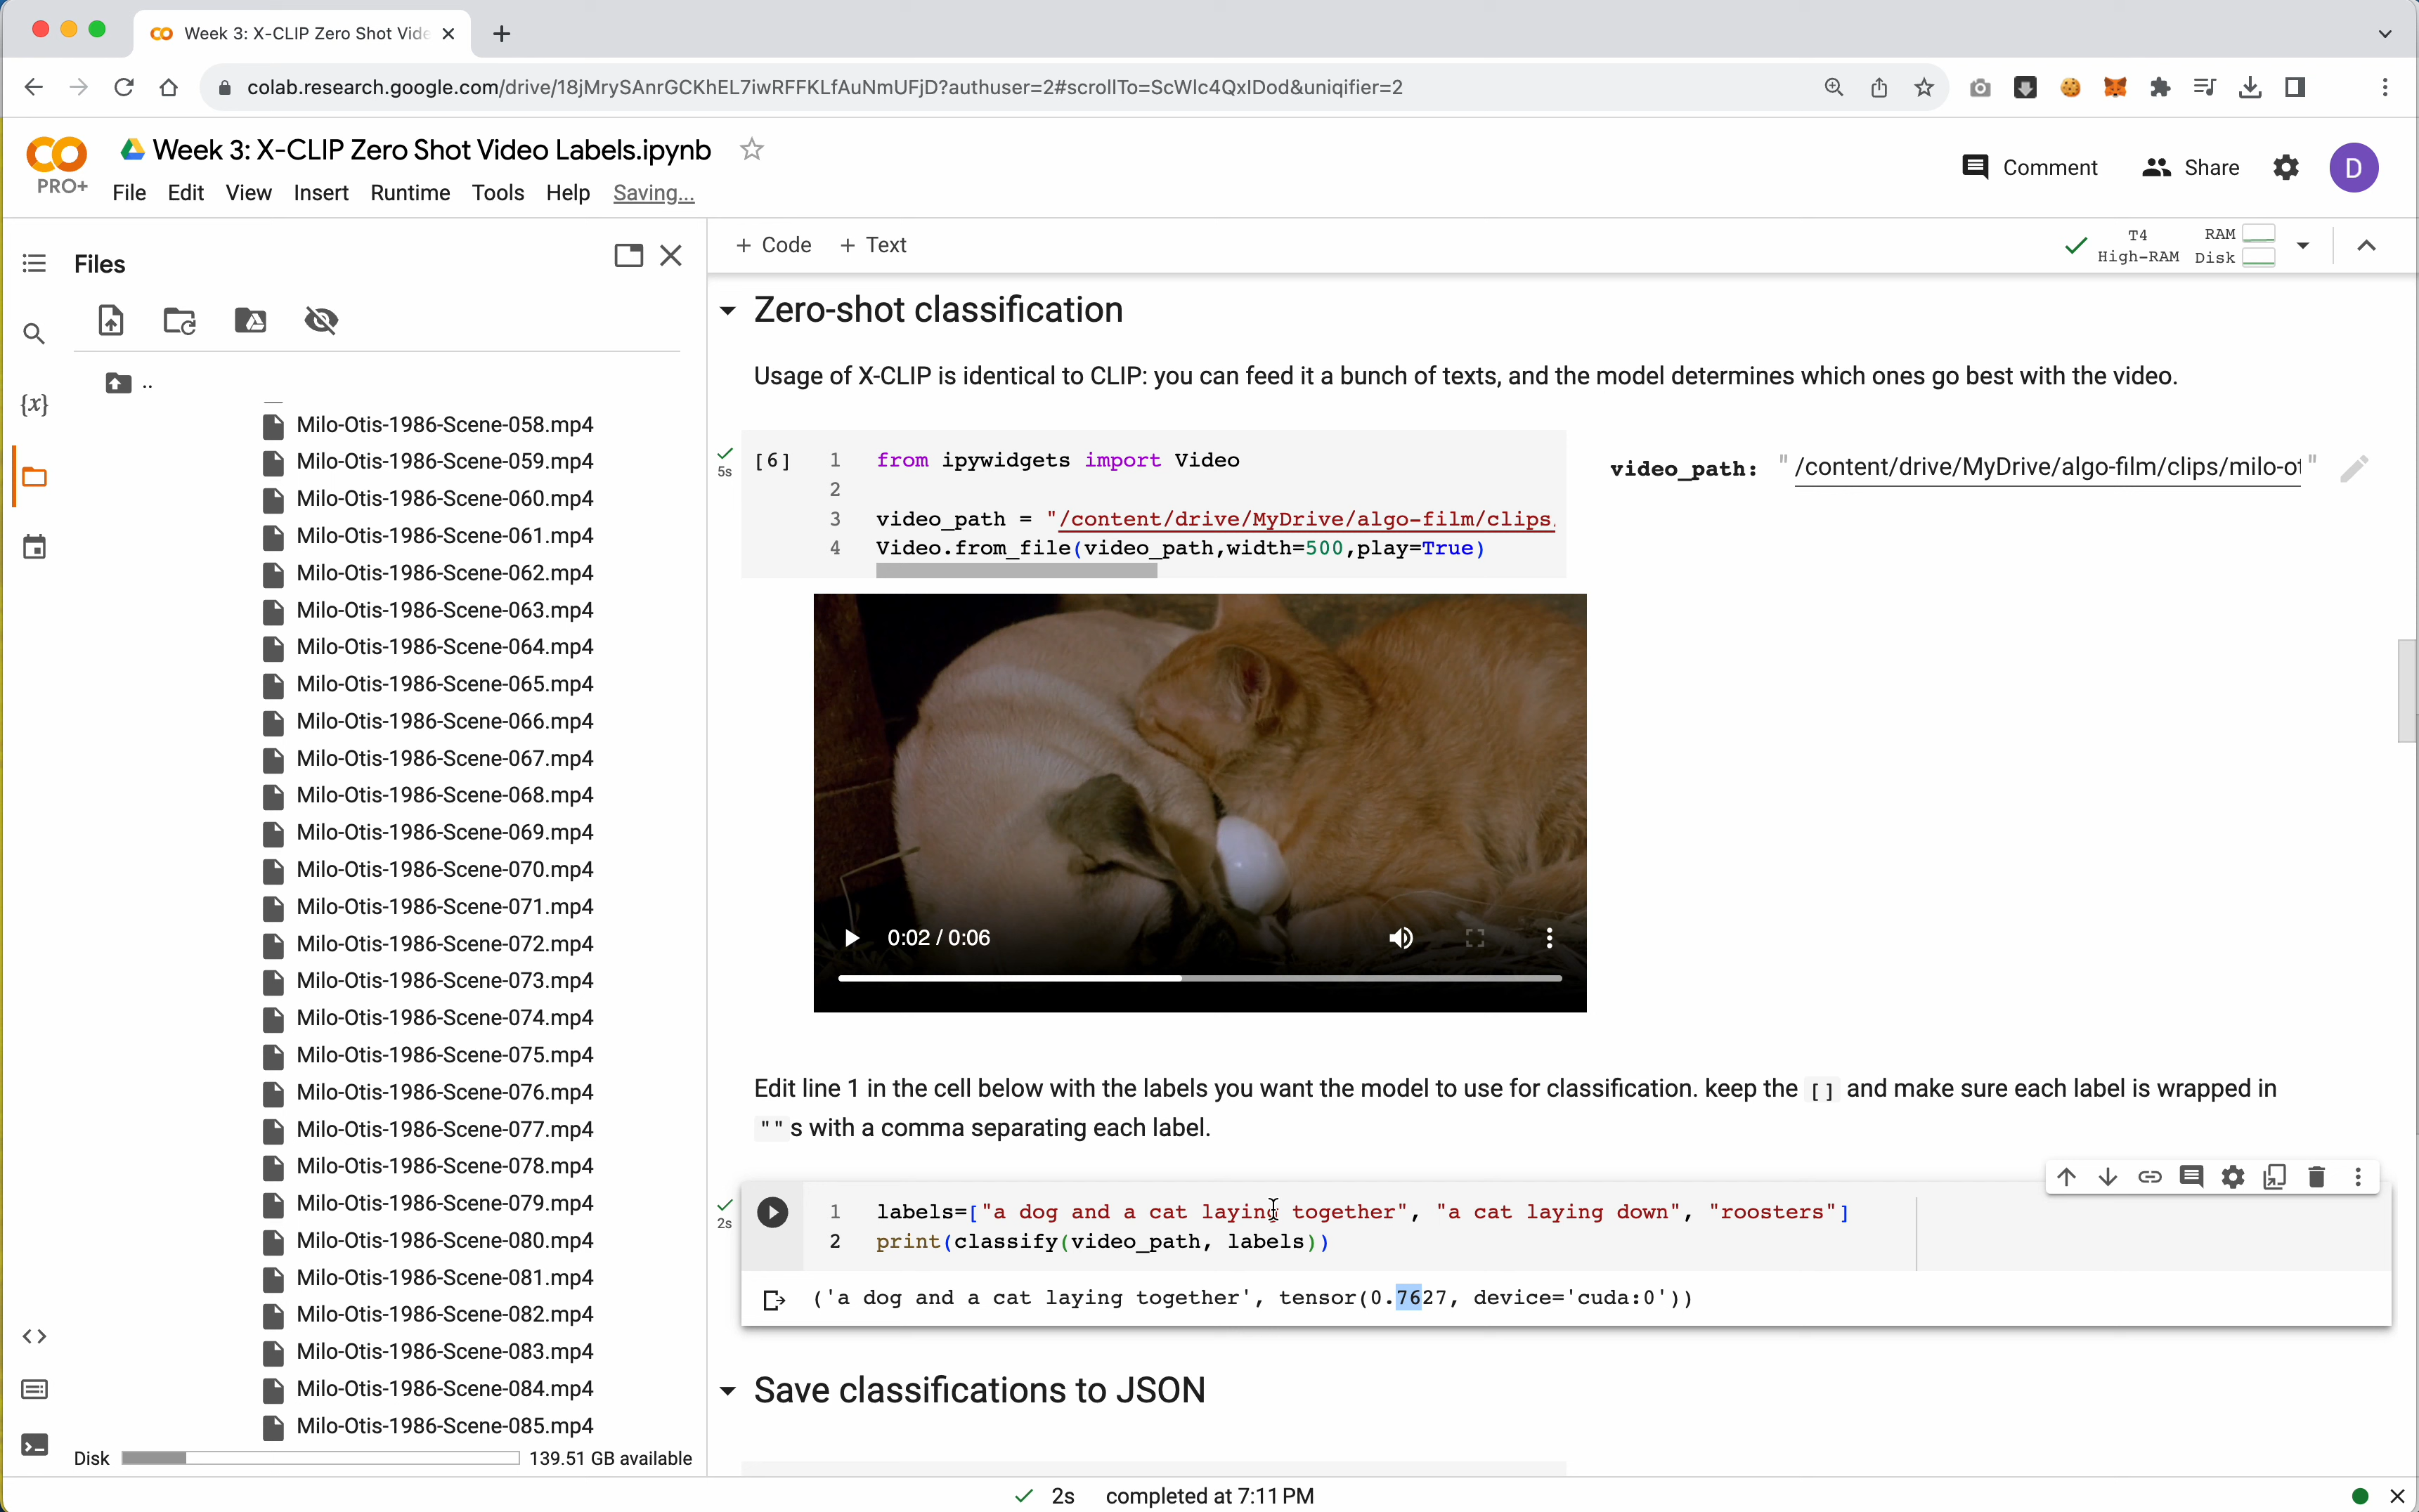 Week 3: X-CLIP Zero Shot Vide
colab.research.google.com/drive/18jMrySAnrGCKhEL7iwRFFKLfAuNmUFjD?authuser=2#scrollTo=ScWlc4QxIDod&uniqifier=2
PRO+
Week 3: X-CLIP Zero Shot Video Labels.ipynb
File Edit View Insert Runtime Tools Help Saving...
Comment Share D
Files
+ Code + Text
T4 High-RAM RAM Disk
{x}
..
Milo-Otis-1986-Scene-058.mp4
Milo-Otis-1986-Scene-059.mp4
Milo-Otis-1986-Scene-060.mp4
Milo-Otis-1986-Scene-061.mp4
Milo-Otis-1986-Scene-062.mp4
Milo-Otis-1986-Scene-063.mp4
Milo-Otis-1986-Scene-064.mp4
Milo-Otis-1986-Scene-065.mp4
Milo-Otis-1986-Scene-066.mp4
Milo-Otis-1986-Scene-067.mp4
Milo-Otis-1986-Scene-068.mp4
Milo-Otis-1986-Scene-069.mp4
Milo-Otis-1986-Scene-070.mp4
Milo-Otis-1986-Scene-071.mp4
Milo-Otis-1986-Scene-072.mp4
Milo-Otis-1986-Scene-073.mp4
Milo-Otis-1986-Scene-074.mp4
Milo-Otis-1986-Scene-075.mp4
Milo-Otis-1986-Scene-076.mp4
Milo-Otis-1986-Scene-077.mp4
Milo-Otis-1986-Scene-078.mp4
Milo-Otis-1986-Scene-079.mp4
Milo-Otis-1986-Scene-080.mp4
Milo-Otis-1986-Scene-081.mp4
Milo-Otis-1986-Scene-082.mp4
Milo-Otis-1986-Scene-083.mp4
Milo-Otis-1986-Scene-084.mp4
Milo-Otis-1986-Scene-085.mp4
Disk 139.51 GB available
Zero-shot classification
Usage of X-CLIP is identical to CLIP: you can feed it a bunch of texts, and the model determines which ones go best with the video.
5s
[6] 1 from ipywidgets import Video
2
3 video_path = "/content/drive/MyDrive/algo-film/clips
4 Video.from_file(video_path,width=500,play=True)
video_path: "/content/drive/MyDrive/algo-film/clips/milo-ot"
0:02 / 0:06
Edit line 1 in the cell below with the labels you want the model to use for classification. keep the [] and make sure each label is wrapped in
""s with a comma separating each label.
2s
1 labels=["a dog and a cat laying together", "a cat laying down", "roosters"]
2 print(classify(video_path, labels))
('a dog and a cat laying together', tensor(0.7627, device='cuda:0'))
Save classifications to JSON
2s completed at 7:11 PM